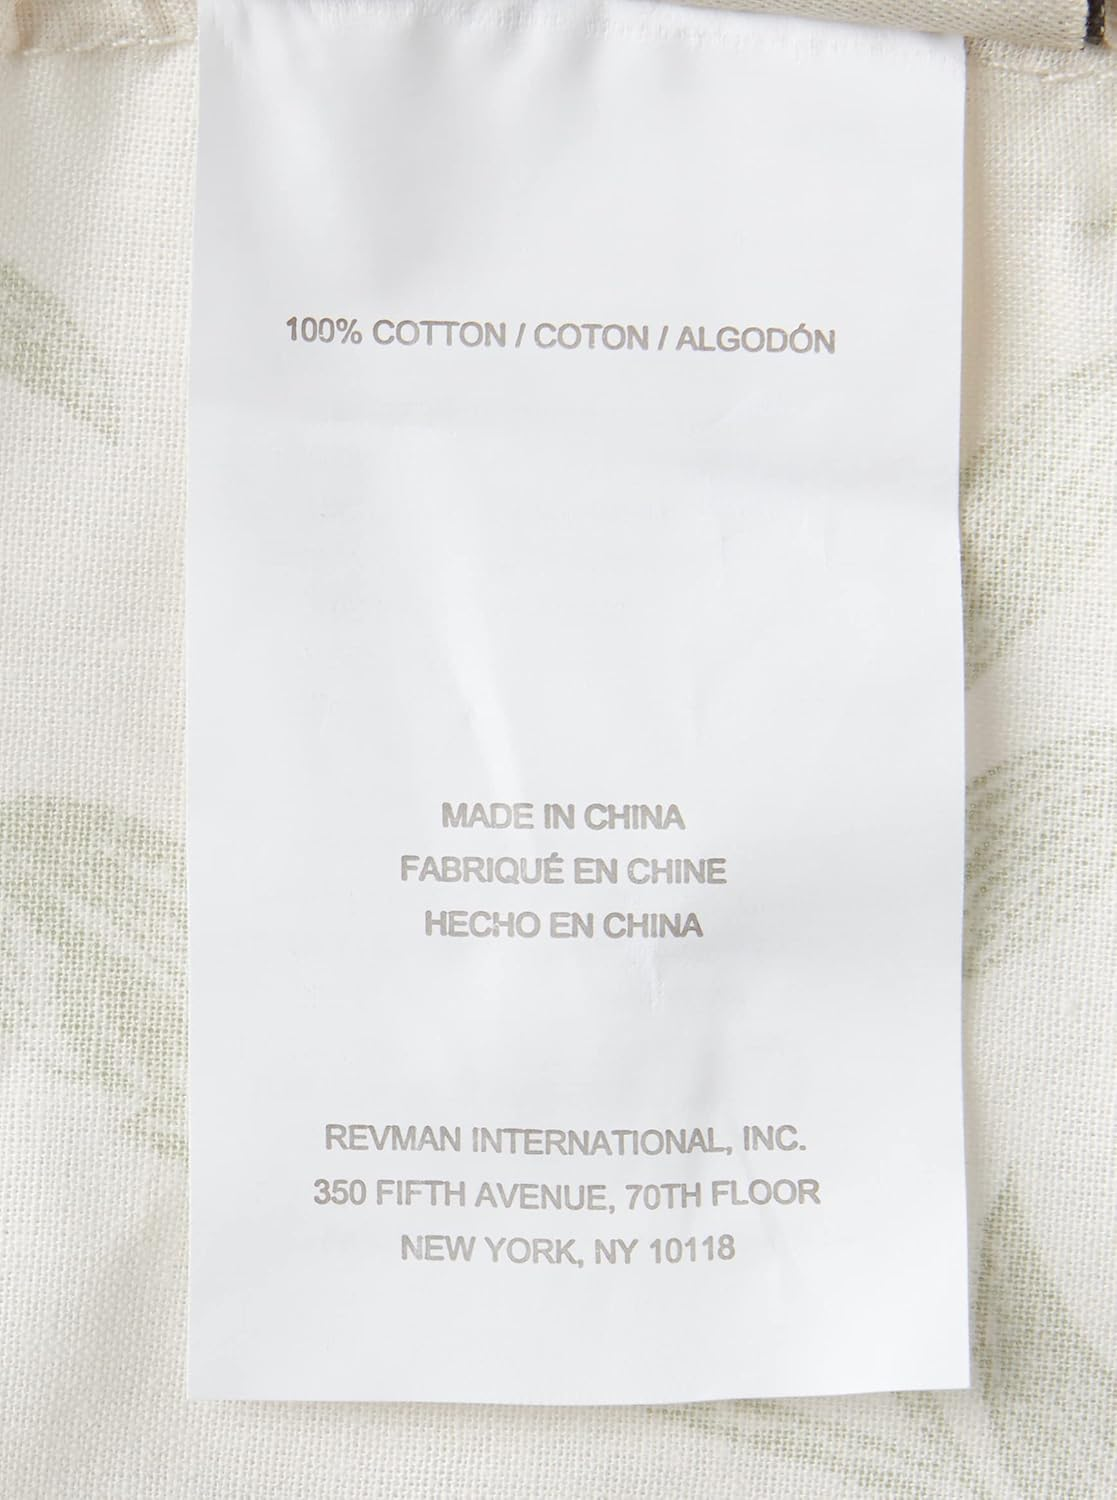 100% COTTON / COTON / ALGODÓN
MADE IN CHINA
FABRIQUÉ EN CHINE
HECHO EN CHINA
REVMAN INTERNATIONAL, INC.
350 FIFTH AVENUE, 70TH FLOOR
NEW YORK, NY 10118